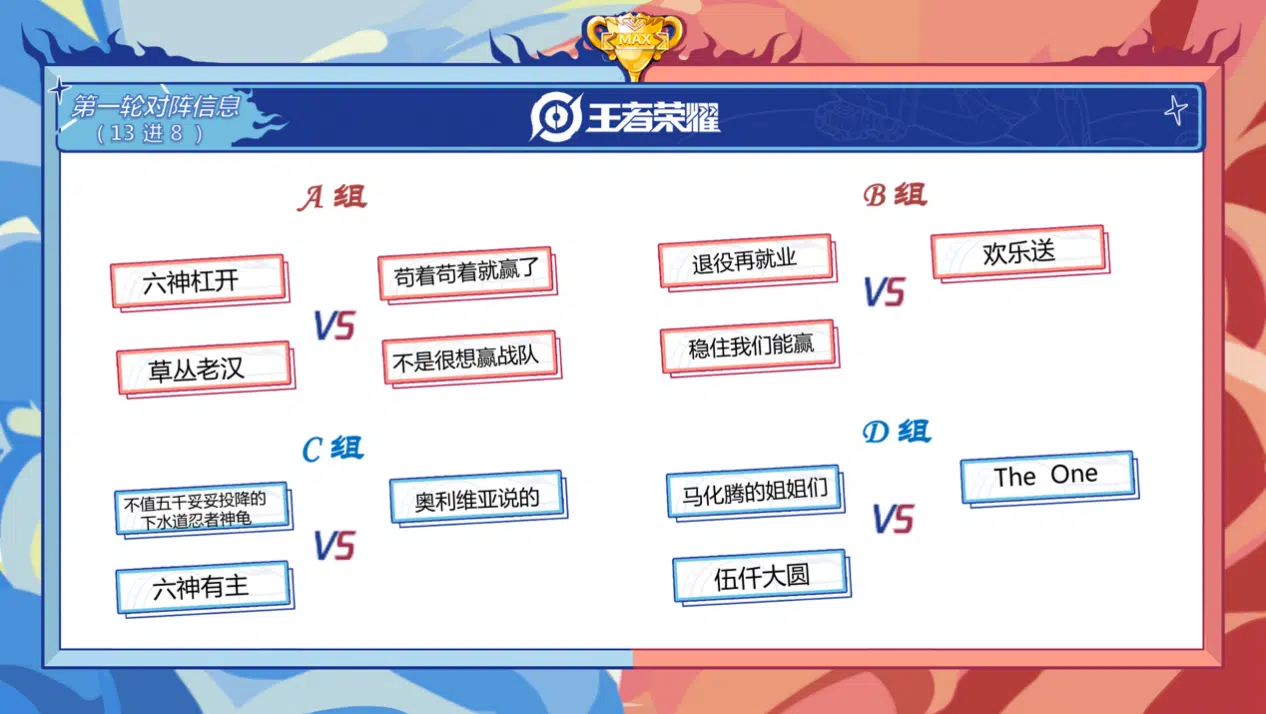 MAX
第一轮对阵信息
（13 进 8 ）
王者荣耀
A 组
六神杠开
苟着苟着就赢了
VS
草丛老汉
不是很想赢战队
B 组
退役再就业
欢乐送
VS
稳住我们能赢
C 组
不值五千妥妥投降的
下水道忍者神龟
奥利维亚说的
VS
六神有主
D 组
马化腾的姐姐们
The One
VS
伍仟大圆